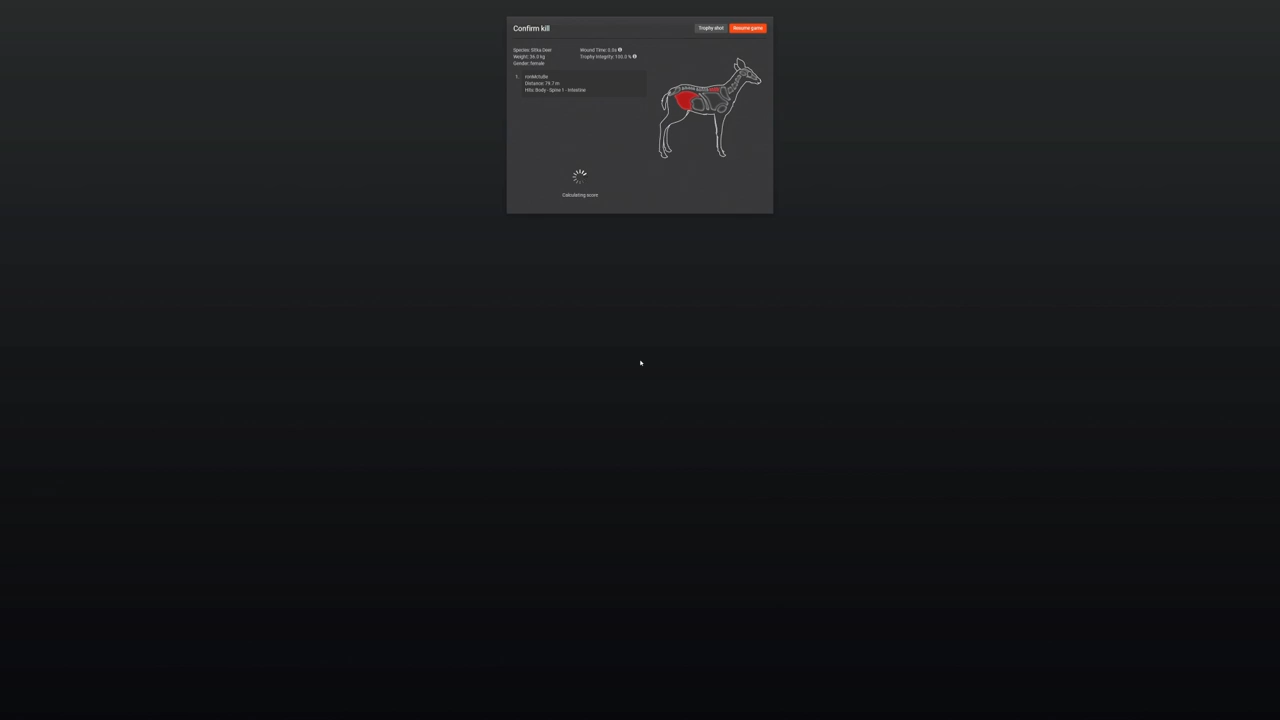 Confirm kill
Trophy shot
Resume game
Species: Sitka Deer
Weight: 36.0 kg
Gender: female
Wound Time: 0.0s
Trophy Integrity: 100.0 %
1.
Distance: 79.7 m
Hits: Body - Spine 1 - Intestine
Calculating score